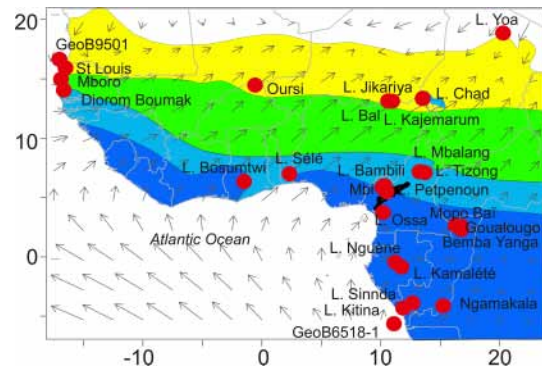 20
L. Yoa
GeoB9501
St Louis
Mboro
Diorom Boumak
Oursi
L. Jikariya
L. Chad
L. Bal
L. Kajemarum
10
L. Mbalang
L. Bosumtwi
L. Sélé
L. Bambili
L. Tizong
Mbi
Petpenoun
L. Ossa
Mopo Bai
Goualougo
Bemba Yanga
Atlantic Ocean
0
L. Nguène
L. Kamalété
L. Sinnda
L. Kitina
Ngamakala
GeoB6518-1
-10
0
10
20